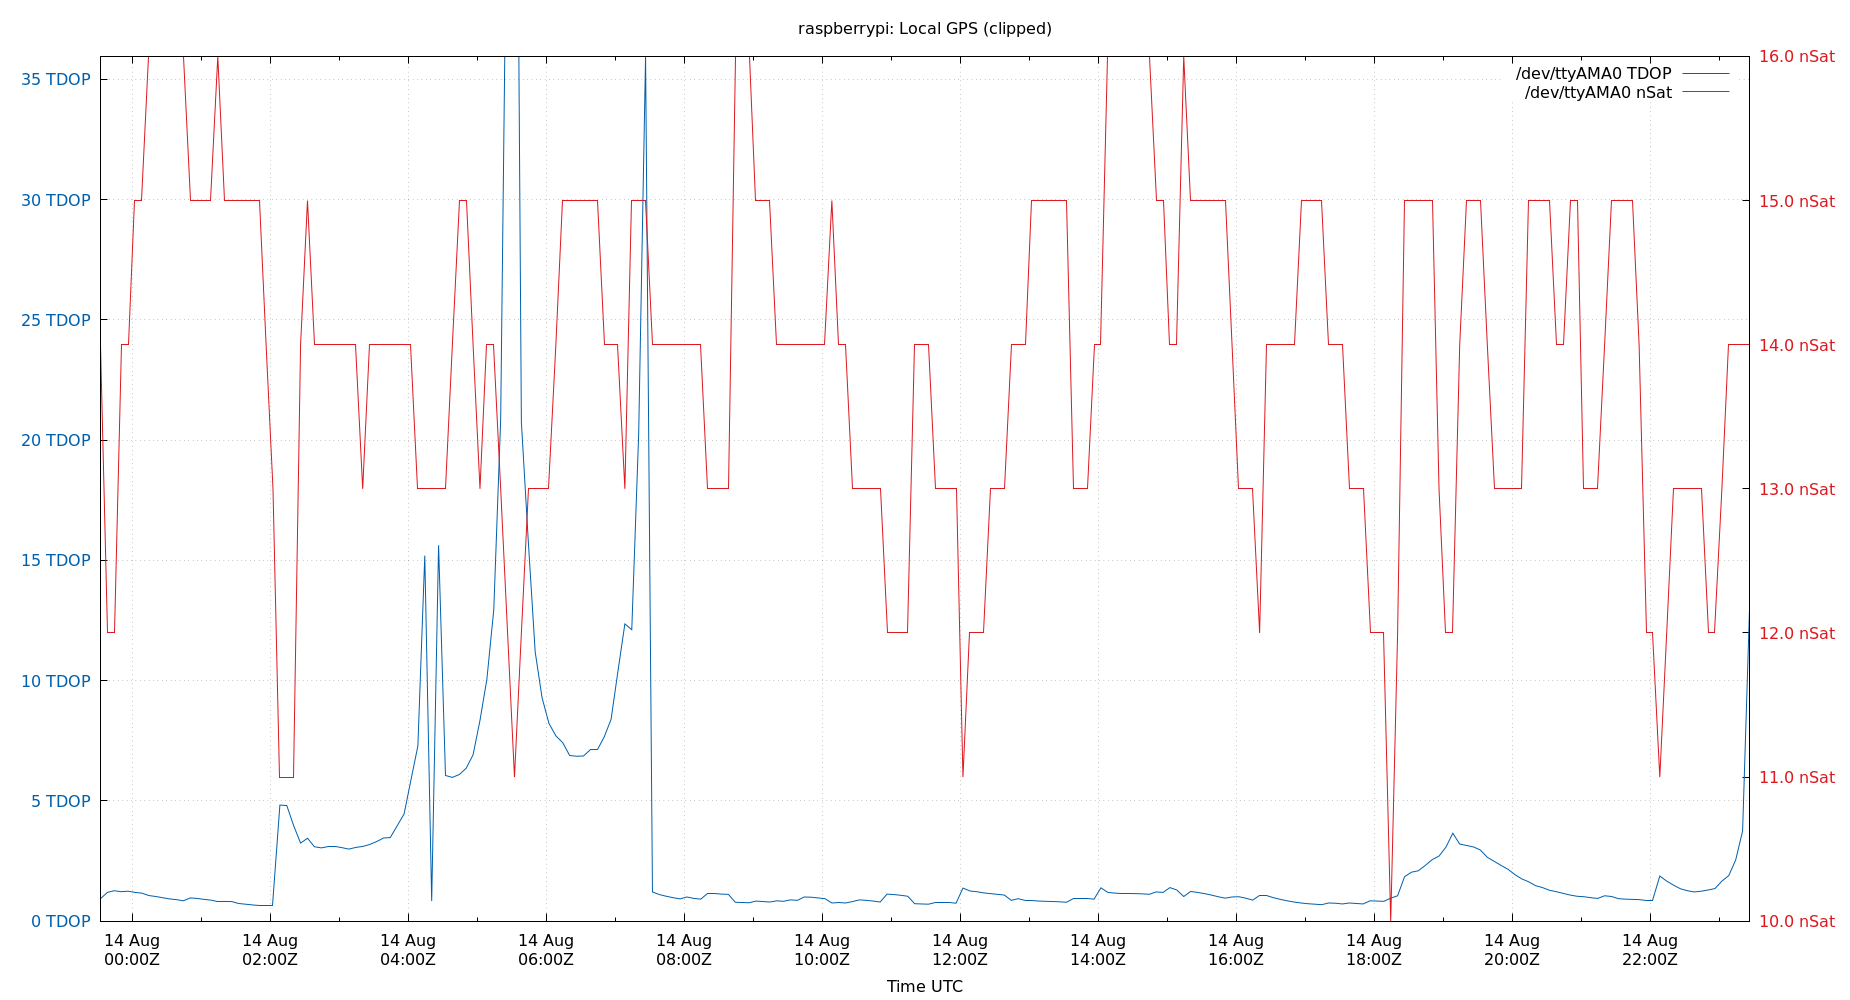 raspberrypi: Local GPS (clipped)
35 TDOP
30 TDOP
25 TDOP
20 TDOP
15 TDOP
10 TDOP
5 TDOP
0 TDOP
/dev/ttyAMA0 TDOP
/dev/ttyAMA0 nSat
16.0 nSat
15.0 nSat
14.0 nSat
13.0 nSat
12.0 nSat
11.0 nSat
10.0 nSat
14 Aug
00:00Z
14 Aug
02:00Z
14 Aug
04:00Z
14 Aug
06:00Z
14 Aug
08:00Z
14 Aug
10:00Z
14 Aug
12:00Z
14 Aug
14:00Z
14 Aug
16:00Z
14 Aug
18:00Z
14 Aug
20:00Z
14 Aug
22:00Z
Time UTC